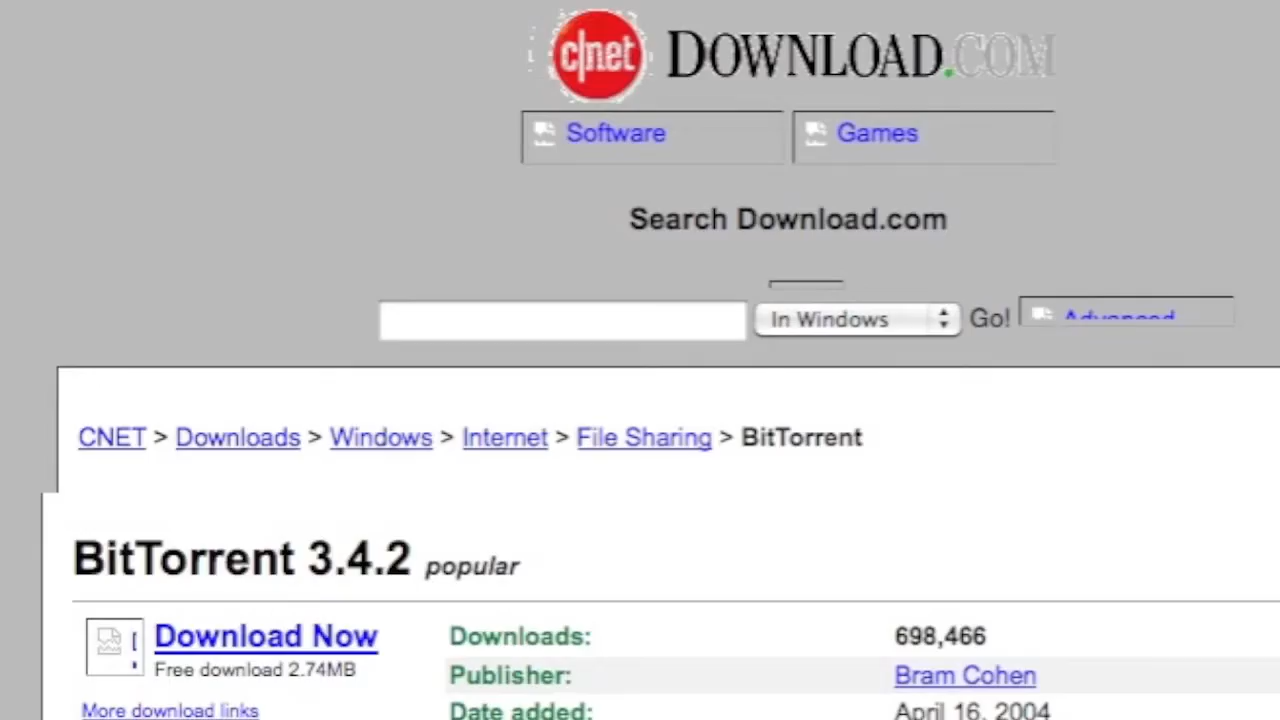 c|net DOWNLOAD.COM
Software Games
Search Download.com
In Windows Go! Advanced
CNET > Downloads > Windows > Internet > File Sharing > BitTorrent
BitTorrent 3.4.2 popular
Download Now Downloads: 698,466
Free download 2.74MB Publisher: Bram Cohen
More download links Date added: April 16, 2004